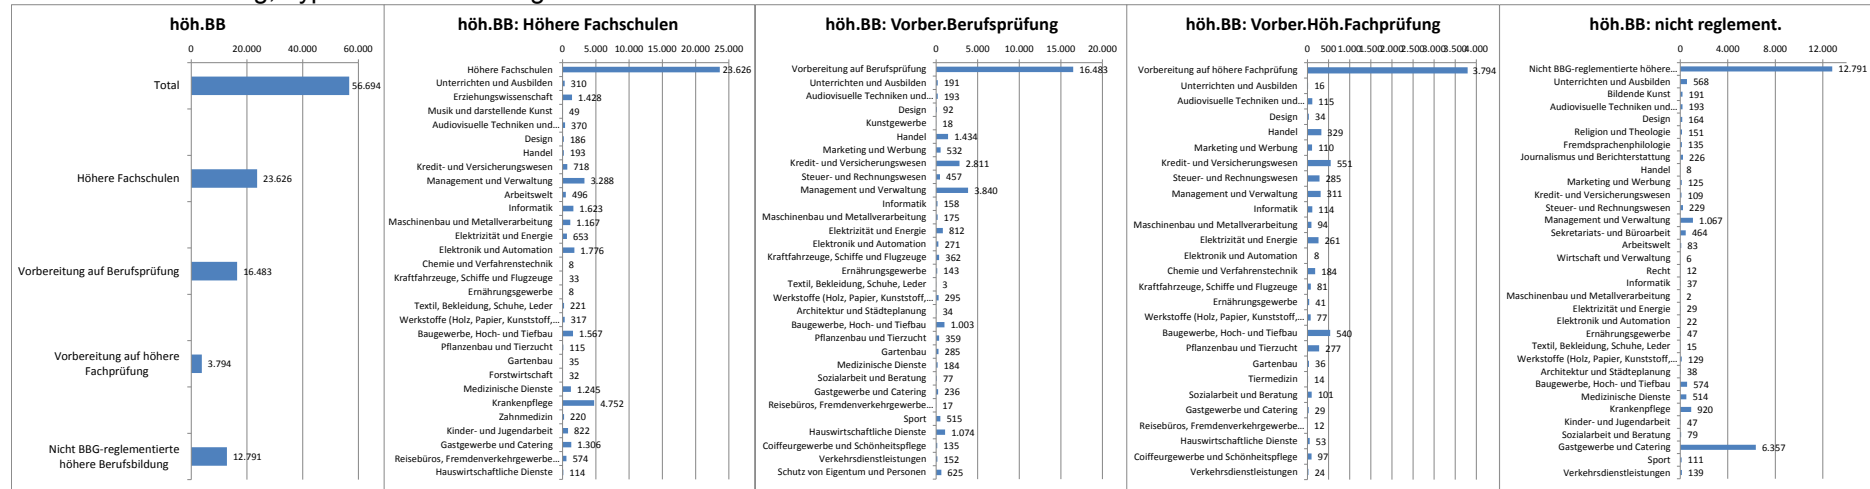 höh.BB
0 20.000 40.000 60.000
Total 56.694
Höhere Fachschulen 23.626
Vorbereitung auf Berufsprüfung 16.483
Vorbereitung auf höhere
Fachprüfung 3.794
Nicht BBG-reglementierte
höhere Berufsbildung 12.791
höh.BB: Höhere Fachschulen
0 5.000 10.000 15.000 20.000 25.000
Höhere Fachschulen 23.626
Unterrichten und Ausbilden 310
Erziehungswissenschaft 1.428
Musik und darstellende Kunst 49
Audiovisuelle Techniken und... 370
Design 186
Handel 193
Kredit- und Versicherungswesen 718
Management und Verwaltung 3.288
Arbeitswelt 496
Informatik 1.623
Maschinenbau und Metallverarbeitung 1.167
Elektrizität und Energie 653
Elektronik und Automation 1.776
Chemie und Verfahrenstechnik 8
Kraftfahrzeuge, Schiffe und Flugzeuge 33
Ernährungsgewerbe 8
Textil, Bekleidung, Schuhe, Leder 221
Werkstoffe (Holz, Papier, Kunststoff,... 317
Baugewerbe, Hoch- und Tiefbau 1.567
Pflanzenbau und Tierzucht 115
Gartenbau 35
Forstwirtschaft 32
Medizinische Dienste 1.245
Krankenpflege 4.752
Zahnmedizin 220
Kinder- und Jugendarbeit 822
Gastgewerbe und Catering 1.306
Reisebüros, Fremdenverkehrgewerbe... 574
Hauswirtschaftliche Dienste 114
höh.BB: Vorber.Berufsprüfung
0 5.000 10.000 15.000 20.000
Vorbereitung auf Berufsprüfung 16.483
Unterrichten und Ausbilden 191
Audiovisuelle Techniken und... 193
Design 92
Kunstgewerbe 18
Handel 1.434
Marketing und Werbung 532
Kredit- und Versicherungswesen 2.811
Steuer- und Rechnungswesen 457
Management und Verwaltung 3.840
Informatik 158
Maschinenbau und Metallverarbeitung 175
Elektrizität und Energie 812
Elektronik und Automation 271
Kraftfahrzeuge, Schiffe und Flugzeuge 362
Ernährungsgewerbe 143
Textil, Bekleidung, Schuhe, Leder 3
Werkstoffe (Holz, Papier, Kunststoff,... 295
Architektur und Städteplanung 34
Baugewerbe, Hoch- und Tiefbau 1.003
Pflanzenbau und Tierzucht 359
Gartenbau 285
Medizinische Dienste 184
Sozialarbeit und Beratung 77
Gastgewerbe und Catering 236
Reisebüros, Fremdenverkehrgewerbe... 17
Sport 515
Hauswirtschaftliche Dienste 1.074
Coiffeurgewerbe und Schönheitspflege 135
Verkehrsdienstleistungen 152
Schutz von Eigentum und Personen 625
höh.BB: Vorber.Höh.Fachprüfung
0 500 1.000 1.500 2.000 2.500 3.000 3.500 4.000
Vorbereitung auf höhere Fachprüfung 3.794
Unterrichten und Ausbilden 16
Audiovisuelle Techniken und... 115
Design 34
Handel 329
Marketing und Werbung 110
Kredit- und Versicherungswesen 551
Steuer- und Rechnungswesen 285
Management und Verwaltung 311
Informatik 114
Maschinenbau und Metallverarbeitung 94
Elektrizität und Energie 261
Elektronik und Automation 8
Chemie und Verfahrenstechnik 184
Kraftfahrzeuge, Schiffe und Flugzeuge 81
Ernährungsgewerbe 41
Werkstoffe (Holz, Papier, Kunststoff,... 77
Baugewerbe, Hoch- und Tiefbau 540
Pflanzenbau und Tierzucht 277
Gartenbau 36
Tiermedizin 14
Sozialarbeit und Beratung 101
Gastgewerbe und Catering 29
Reisebüros, Fremdenverkehrgewerbe... 12
Hauswirtschaftliche Dienste 53
Coiffeurgewerbe und Schönheitspflege 97
Verkehrsdienstleistungen 24
höh.BB: nicht reglement.
0 4.000 8.000 12.000
Nicht BBG-reglementierte höhere... 12.791
Unterrichten und Ausbilden 568
Bildende Kunst 191
Audiovisuelle Techniken und... 193
Design 164
Religion und Theologie 151
Fremdsprachenphilologie 135
Journalismus und Berichterstattung 226
Handel 8
Marketing und Werbung 125
Kredit- und Versicherungswesen 109
Steuer- und Rechnungswesen 229
Management und Verwaltung 1.067
Sekretariats- und Büroarbeit 464
Arbeitswelt 83
Wirtschaft und Verwaltung 6
Recht 12
Informatik 37
Maschinenbau und Metallverarbeitung 2
Elektrizität und Energie 29
Elektronik und Automation 22
Ernährungsgewerbe 47
Textil, Bekleidung, Schuhe, Leder 15
Werkstoffe (Holz, Papier, Kunststoff,... 129
Architektur und Städteplanung 38
Baugewerbe, Hoch- und Tiefbau 574
Medizinische Dienste 514
Krankenpflege 920
Kinder- und Jugendarbeit 47
Sozialarbeit und Beratung 79
Gastgewerbe und Catering 6.357
Sport 111
Verkehrsdienstleistungen 139